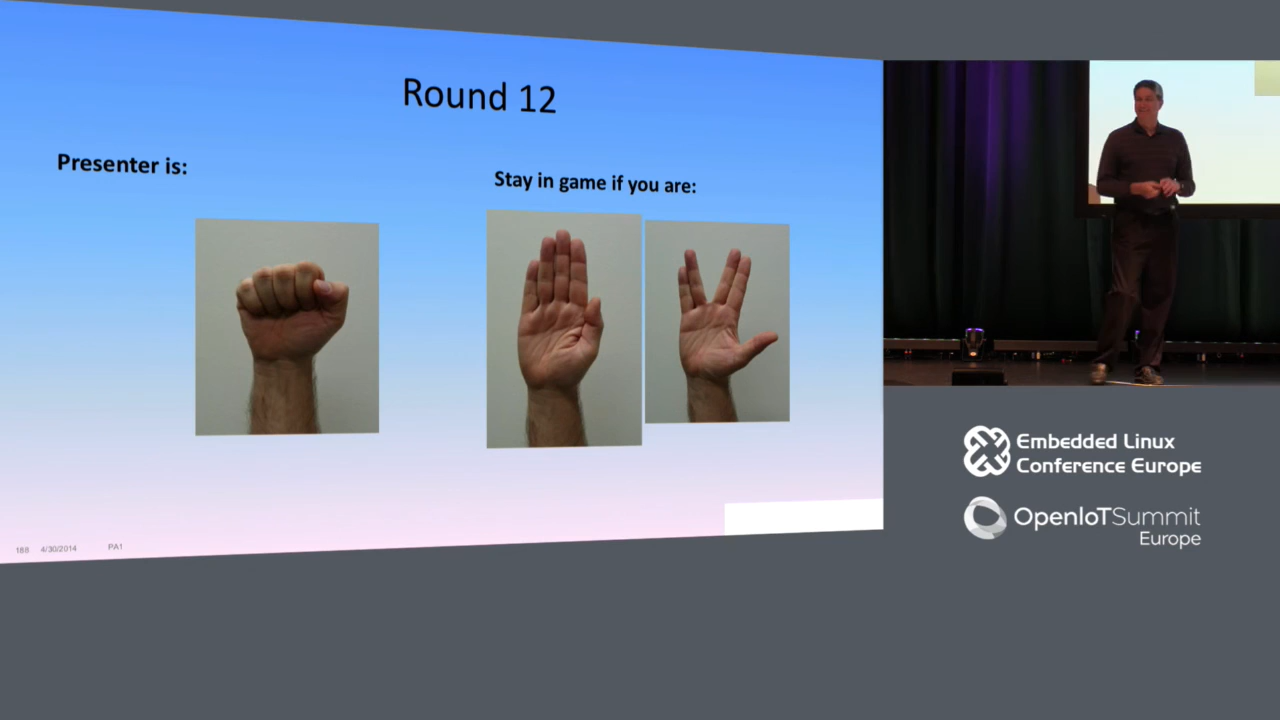 Round 12
Presenter is:
Stay in game if you are:
188 4/30/2014 PA1
Embedded Linux
Conference Europe
OpenIoTSummit
Europe